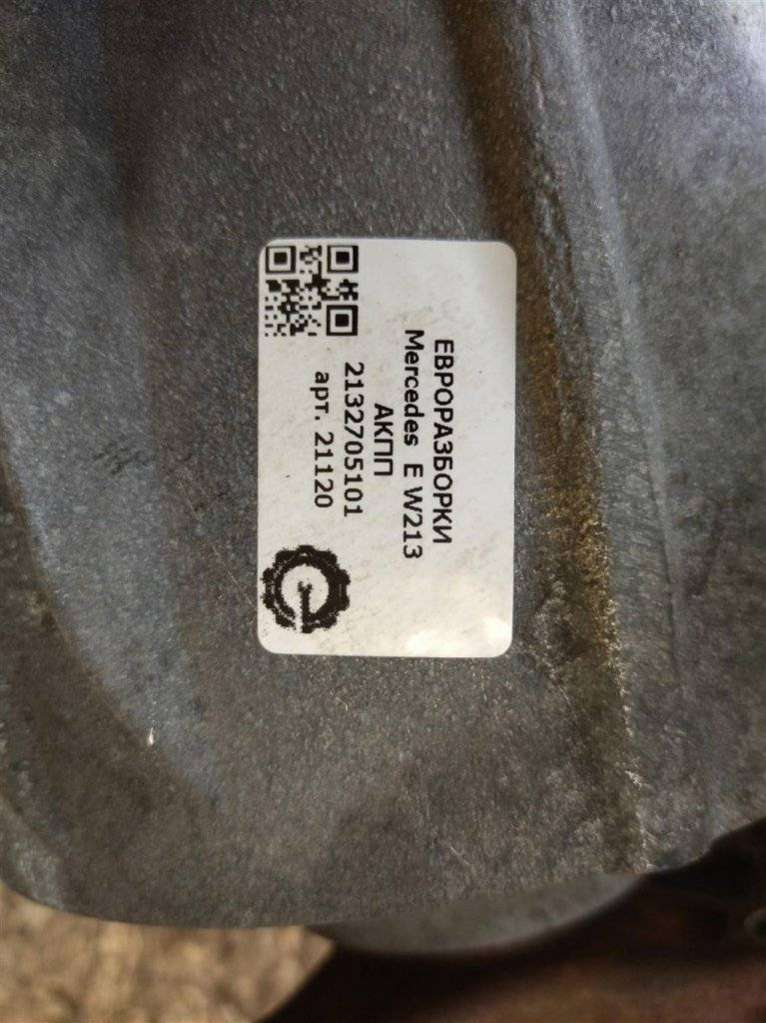 ЕВРОРАЗБОРКИ
Mercedes E W213
АКПП
2132705101
арт. 21120